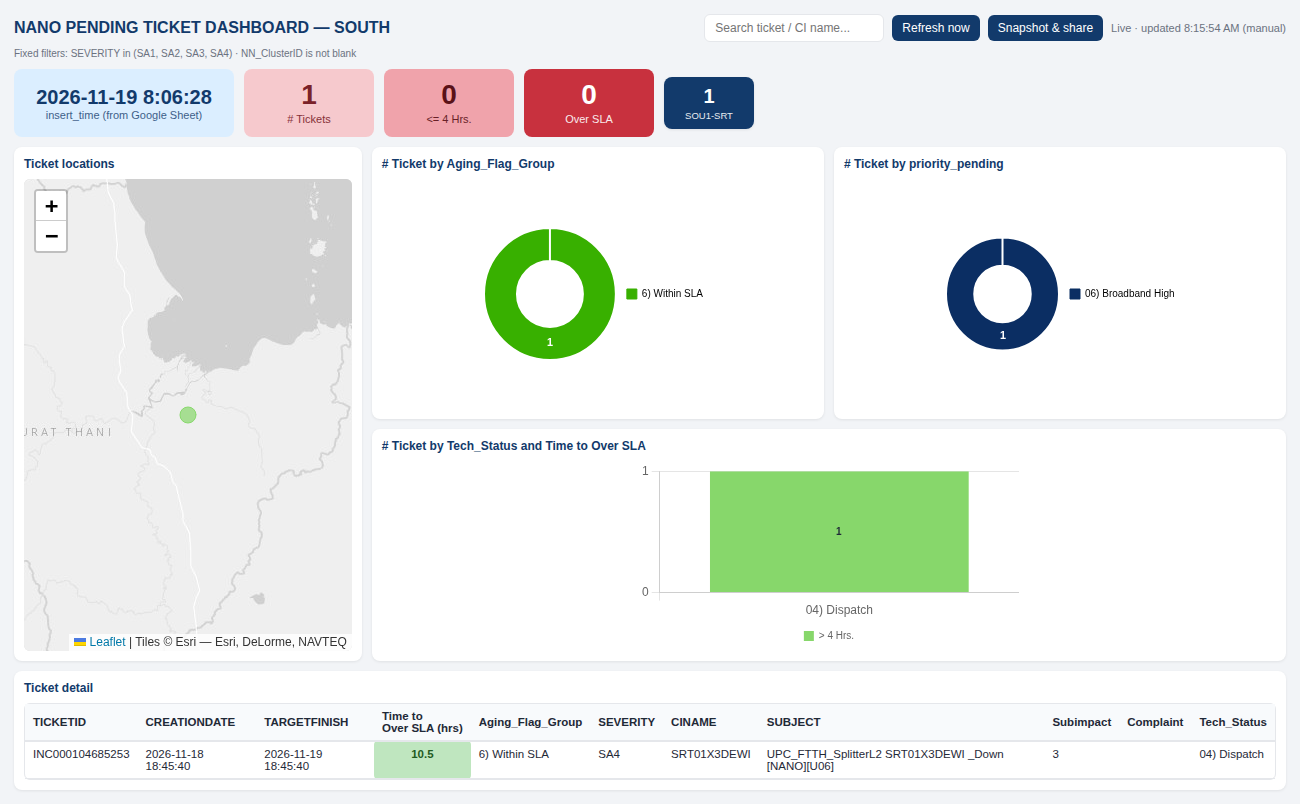 NANO PENDING TICKET DASHBOARD — SOUTH
Search ticket / CI name...
Refresh now
Snapshot & share
Live · updated 8:15:54 AM (manual)
Fixed filters: SEVERITY in (SA1, SA2, SA3, SA4) · NN_ClusterID is not blank
2026-11-19 8:06:28
insert_time (from Google Sheet)
1
# Tickets
0
<= 4 Hrs.
0
Over SLA
1
SOU1-SRT
Ticket locations
+
−
URAT THANI
Leaflet | Tiles © Esri — Esri, DeLorme, NAVTEQ
# Ticket by Aging_Flag_Group
1
6) Within SLA
# Ticket by priority_pending
1
06) Broadband High
# Ticket by Tech_Status and Time to Over SLA
1
1
0
04) Dispatch
> 4 Hrs.
Ticket detail
TICKETID CREATIONDATE TARGETFINISH Time to Over SLA (hrs) Aging_Flag_Group SEVERITY CINAME SUBJECT Subimpact Complaint Tech_Status
INC000104685253 2026-11-18 18:45:40 2026-11-19 18:45:40 10.5 6) Within SLA SA4 SRT01X3DEWI UPC_FTTH_SplitterL2 SRT01X3DEWI _Down [NANO][U06] 3 04) Dispatch